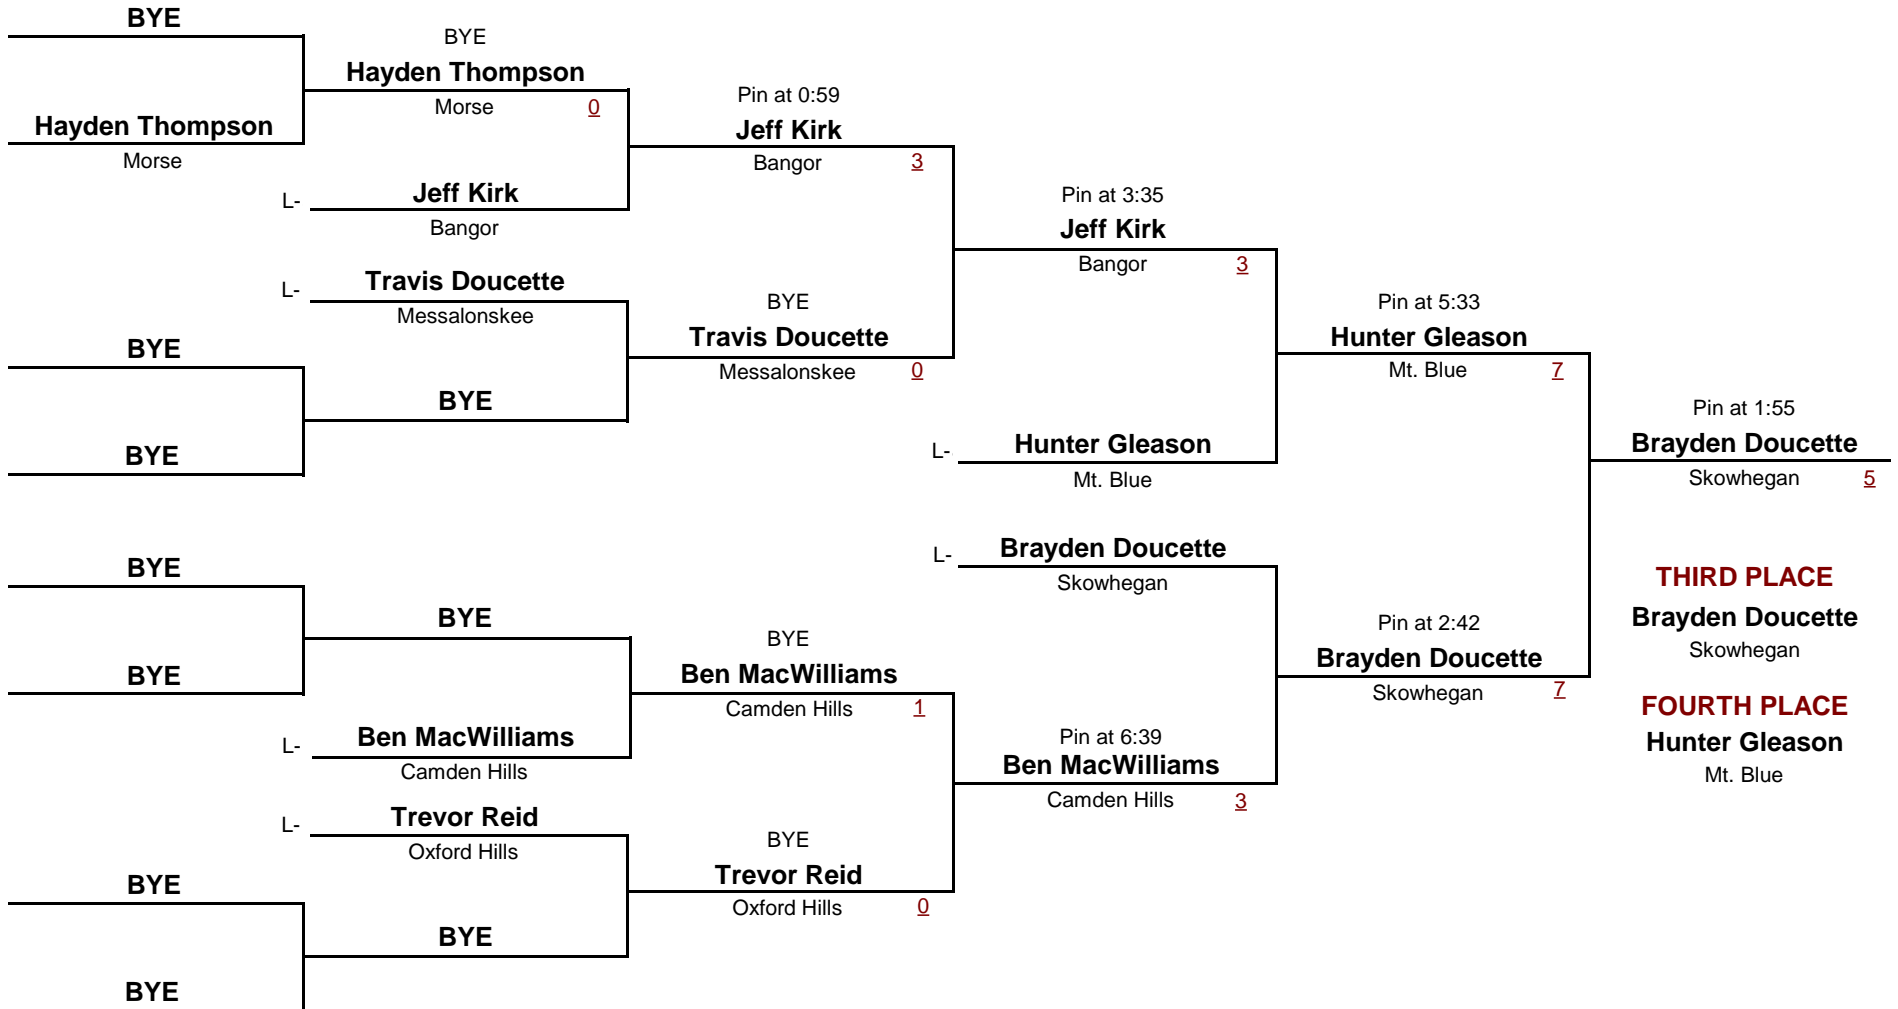 BYE
Hayden Thompson
Morse
BYE
BYE
BYE
BYE
BYE
BYE
Hayden Thompson
Morse 0
L- Jeff Kirk
Bangor
L- Travis Doucette
Messalonskee
BYE
BYE
L- Ben MacWilliams
Camden Hills
L- Trevor Reid
Oxford Hills
BYE
BYE
BYE
Pin at 0:59
Jeff Kirk
Bangor 3
BYE
Travis Doucette
Messalonskee 0
BYE
Ben MacWilliams
Camden Hills 1
BYE
Trevor Reid
Oxford Hills 0
Pin at 3:35
Jeff Kirk
Bangor 3
L- Hunter Gleason
Mt. Blue
L- Brayden Doucette
Skowhegan
Pin at 6:39
Ben MacWilliams
Camden Hills 3
Pin at 5:33
Hunter Gleason
Mt. Blue 7
Pin at 2:42
Brayden Doucette
Skowhegan 7
Pin at 1:55
Brayden Doucette
Skowhegan 5
THIRD PLACE
Brayden Doucette
Skowhegan
FOURTH PLACE
Hunter Gleason
Mt. Blue